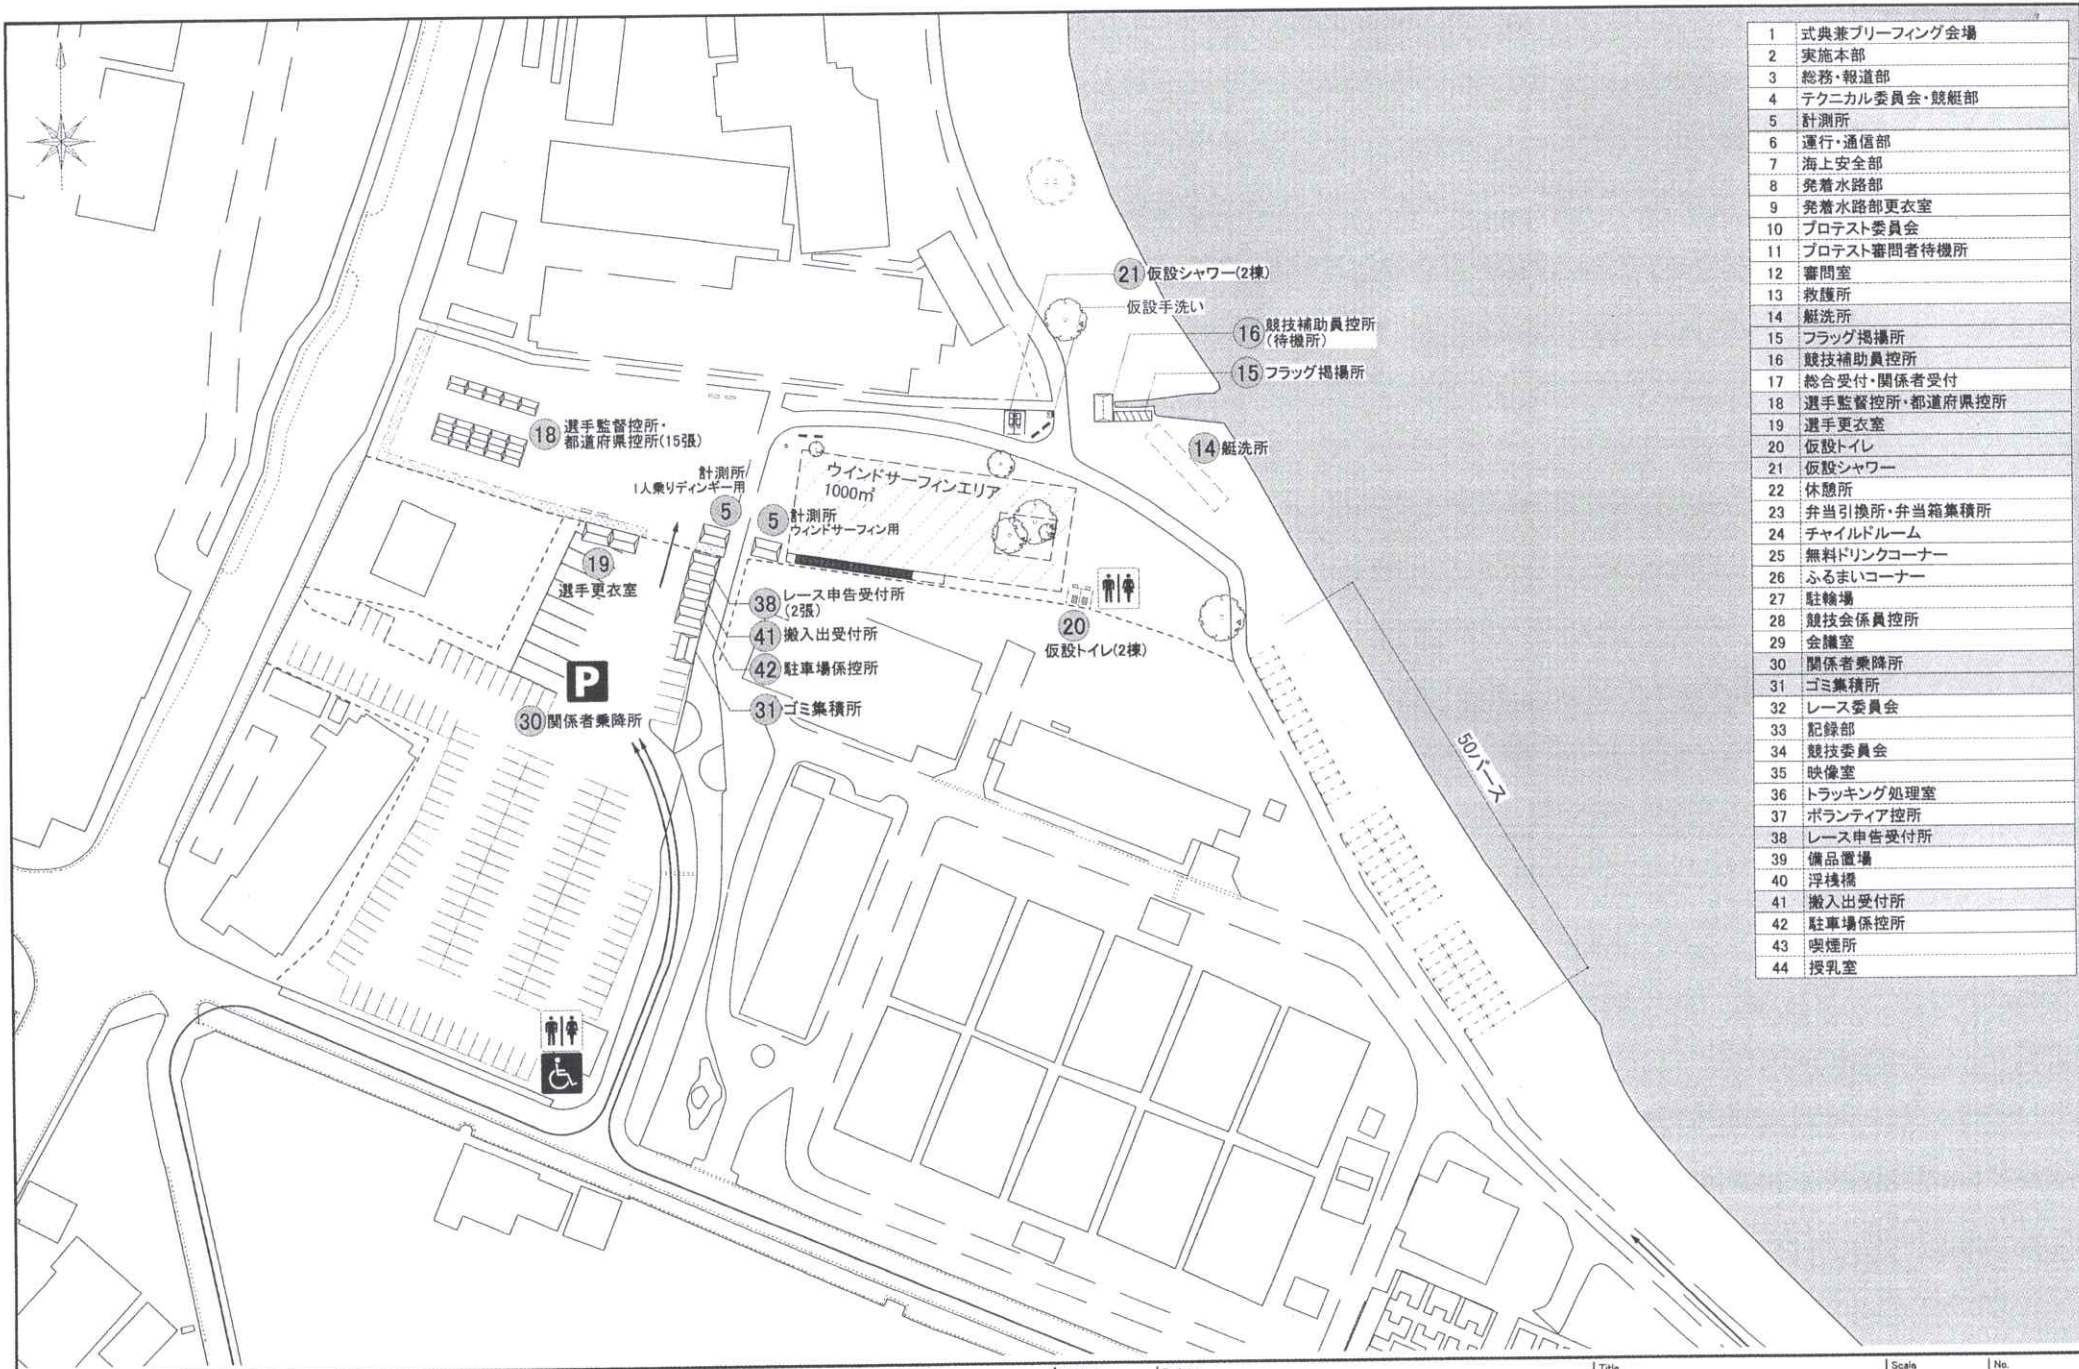 21 仮設シャワー(2棟)
仮設手洗い
16 競技補助員控所
(待機所)
15 フラッグ掲揚所
14 艇洗所
18 選手監督控所・
都道府県控所(15張)
計測所
1人乗りディンギー用
5
5 計測所
ウィンドサーフィン用
ウインドサーフィンエリア
1000㎡
19
選手更衣室
38 レース申告受付所
(2張)
41 搬入出受付所
42 駐車場係控所
31 ゴミ集積所
20
仮設トイレ(2棟)
P
30 関係者乗降所
50バース
1 式典兼ブリーフィング会場
2 実施本部
3 総務・報道部
4 テクニカル委員会・競艇部
5 計測所
6 運行・通信部
7 海上安全部
8 発着水路部
9 発着水路部更衣室
10 プロテスト委員会
11 プロテスト審問者待機所
12 審問室
13 救護所
14 艇洗所
15 フラッグ掲揚所
16 競技補助員控所
17 総合受付・関係者受付
18 選手監督控所・都道府県控所
19 選手更衣室
20 仮設トイレ
21 仮設シャワー
22 休憩所
23 弁当引換所・弁当箱集積所
24 チャイルドルーム
25 無料ドリンクコーナー
26 ふるまいコーナー
27 駐輪場
28 競技会係員控所
29 会議室
30 関係者乗降所
31 ゴミ集積所
32 レース委員会
33 記録部
34 競技委員会
35 映像室
36 トラッキング処理室
37 ボランティア控所
38 レース申告受付所
39 備品置場
40 浮桟橋
41 搬入出受付所
42 駐車場係控所
43 喫煙所
44 授乳室
Title
Scale
No.